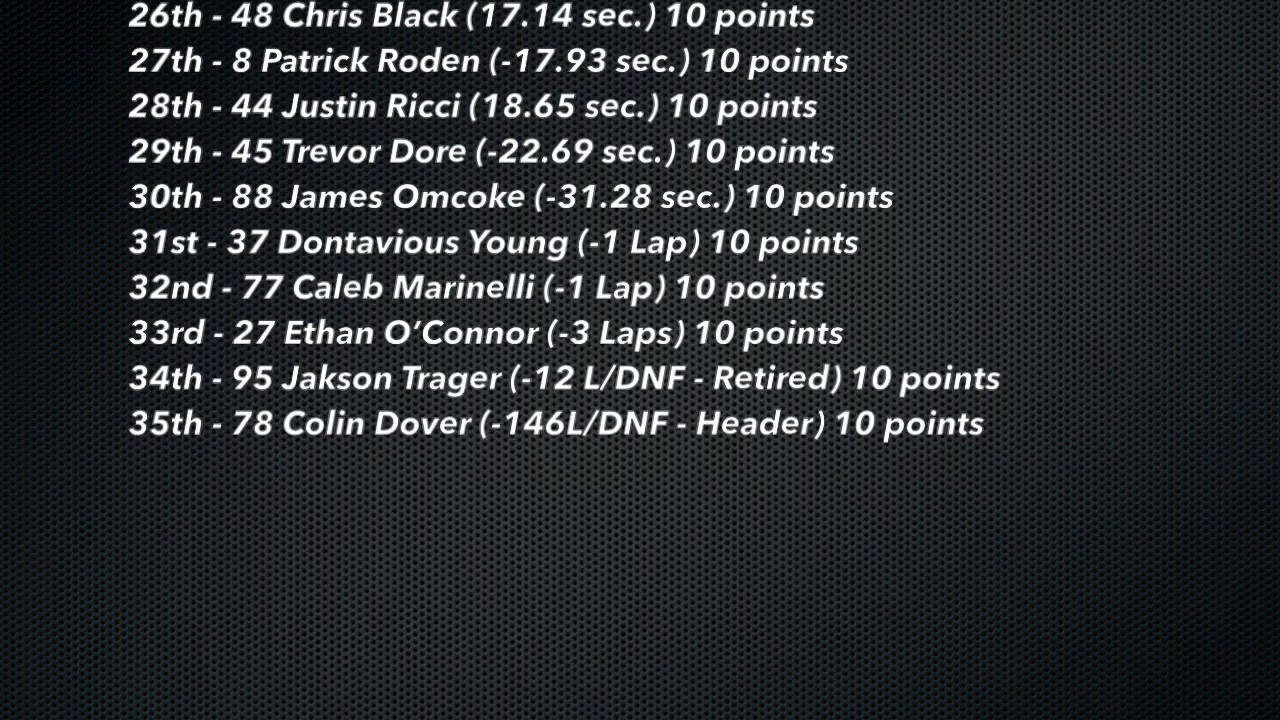 26th - 48 Chris Black (17.14 sec.) 10 points
27th - 8 Patrick Roden (-17.93 sec.) 10 points
28th - 44 Justin Ricci (18.65 sec.) 10 points
29th - 45 Trevor Dore (-22.69 sec.) 10 points
30th - 88 James Omcoke (-31.28 sec.) 10 points
31st - 37 Dontavious Young (-1 Lap) 10 points
32nd - 77 Caleb Marinelli (-1 Lap) 10 points
33rd - 27 Ethan O’Connor (-3 Laps) 10 points
34th - 95 Jakson Trager (-12 L/DNF - Retired) 10 points
35th - 78 Colin Dover (-146L/DNF - Header) 10 points